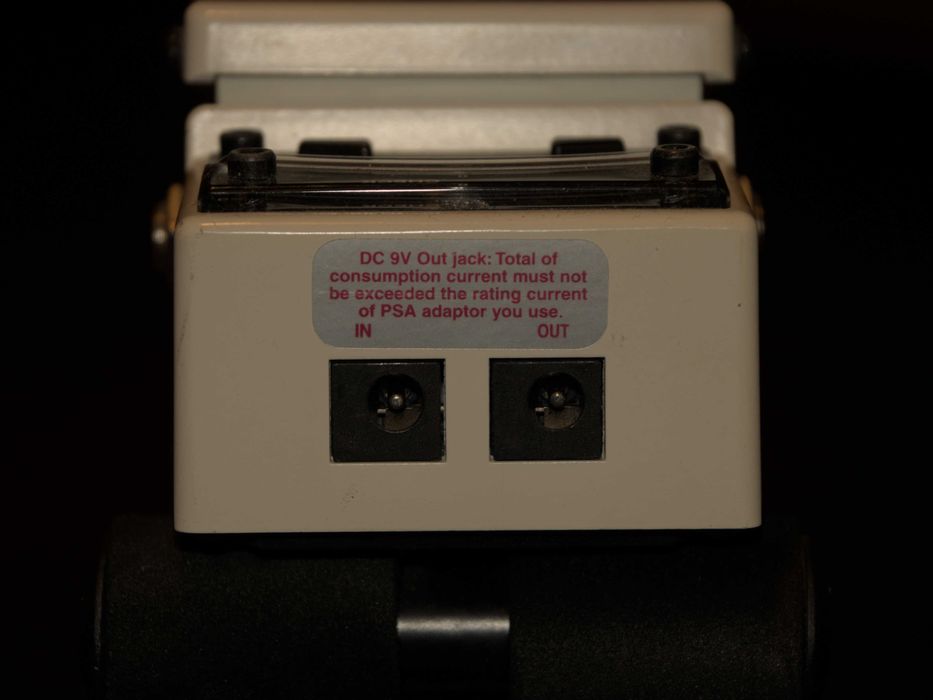 DC 9V Out jack: Total of
consumption current must not
be exceeded the rating current
of PSA adaptor you use.
IN OUT